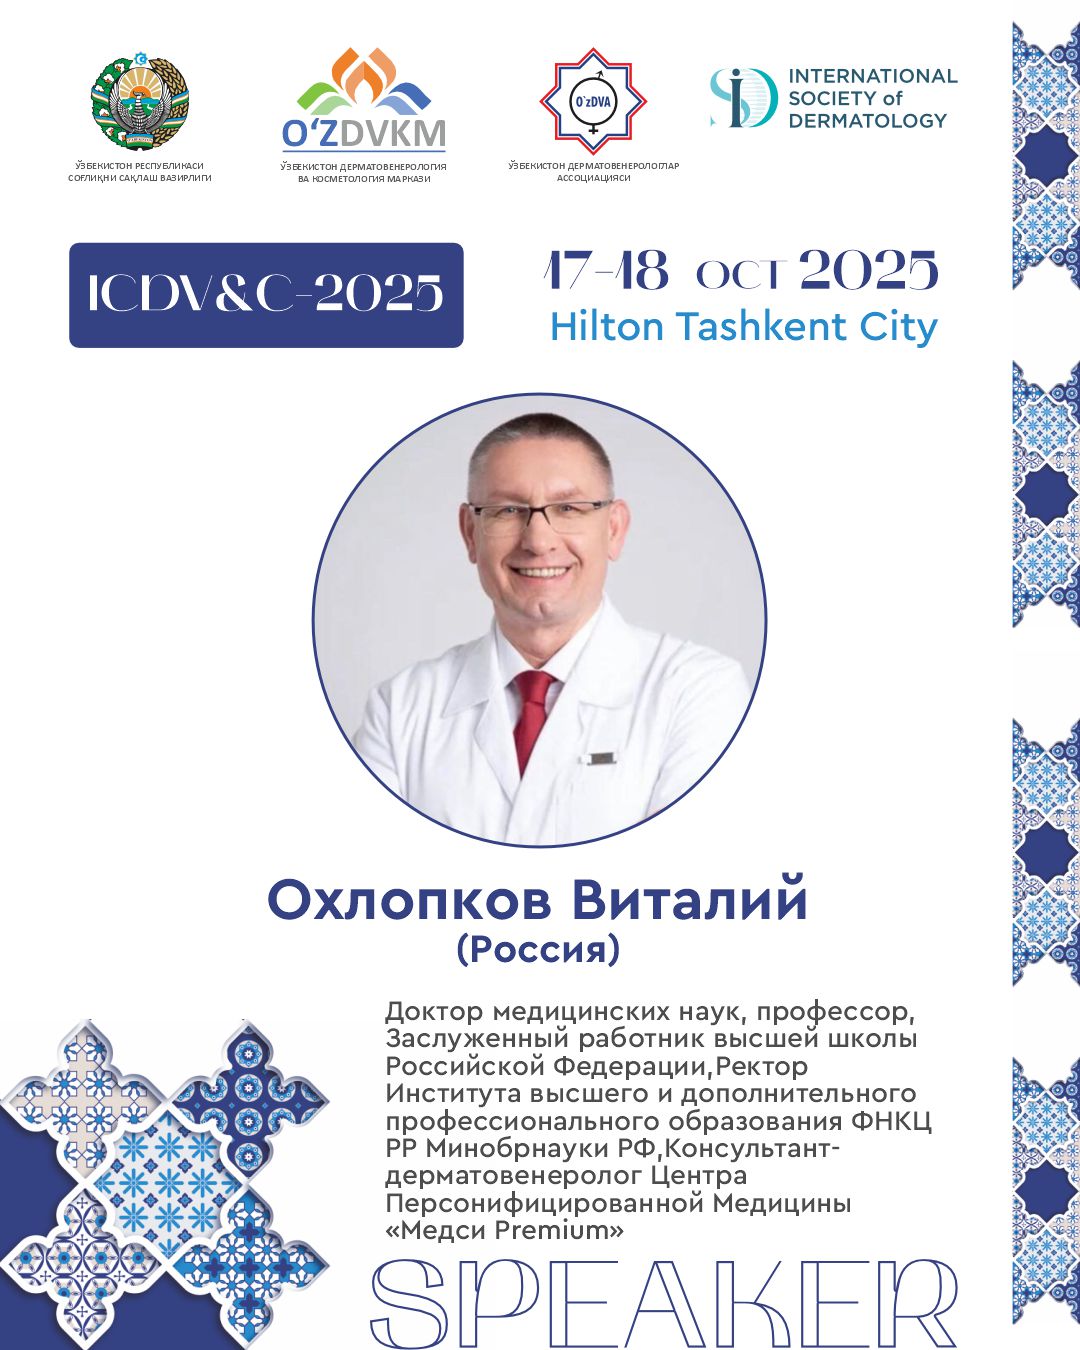 ЎЗБЕКИСТОН РЕСПУБЛИКАСИ
СОҒЛИҚНИ САҚЛАШ ВАЗИРЛИГИ
O‘ZDVKM
ЎЗБЕКИСТОН ДЕРМАТОВЕНЕРОЛОГИЯ
ВА КОСМЕТОЛОГИЯ МАРКАЗИ
O`zDVA
ЎЗБЕКИСТОН ДЕРМАТОВЕНЕРОЛОГЛАР
АССОЦИАЦИЯСИ
ISD
INTERNATIONAL
SOCIETY of
DERMATOLOGY
ICDV&C-2025
17-18 OCT 2025
Hilton Tashkent City
Охлопков Виталий
(Россия)
Доктор медицинских наук, профессор,
Заслуженный работник высшей школы
Российской Федерации,Ректор
Института высшего и дополнительного
профессионального образования ФНКЦ
РР Минобрнауки РФ,Консультант-
дерматовенеролог Центра
Персонифицированной Медицины
«Медси Premium»
SPEAKER